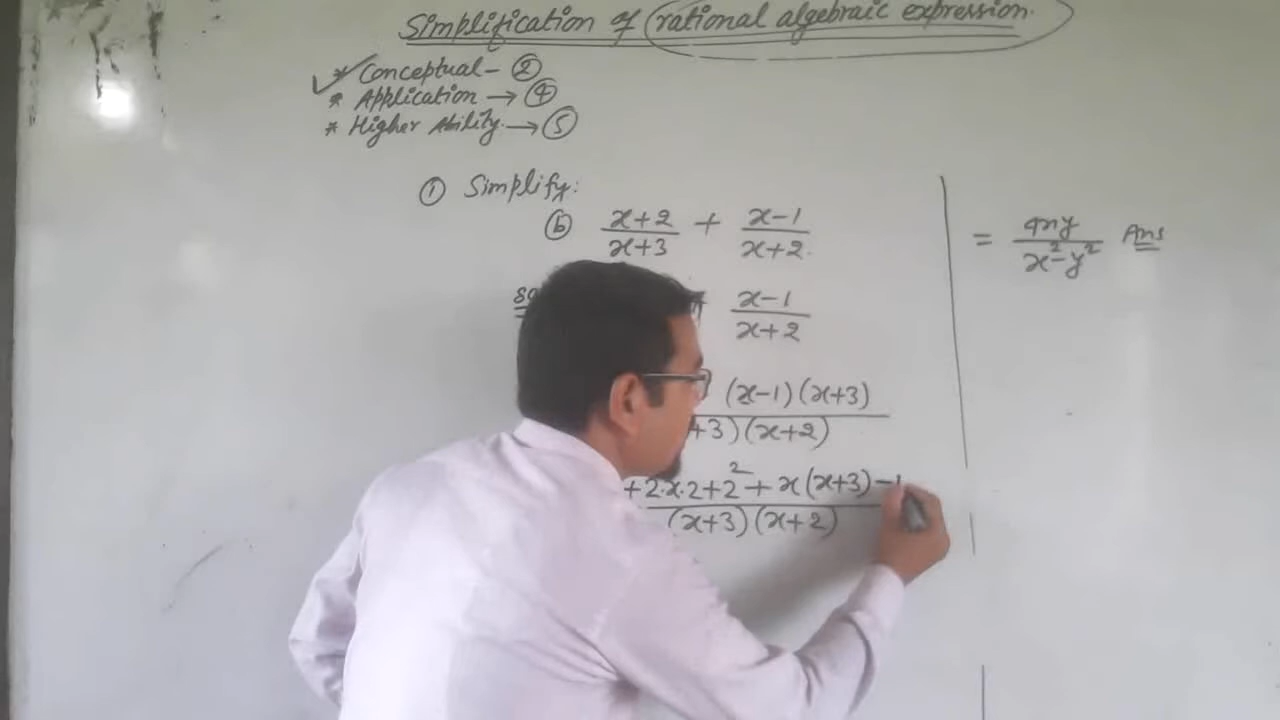 Simplification of rational algebraic expression.
* Conceptual - ②
* Application → ④
* Higher Ability. → ⑤
① Simplify:
ⓑ x+2/x+3 + x-1/x+2.
x-1/x+2
(x-1)(x+3)
+3)(x+2)
+2·x·2+2² + x(x+3)-1
(x+3)(x+2)
= 4xy/x²-y² Ans